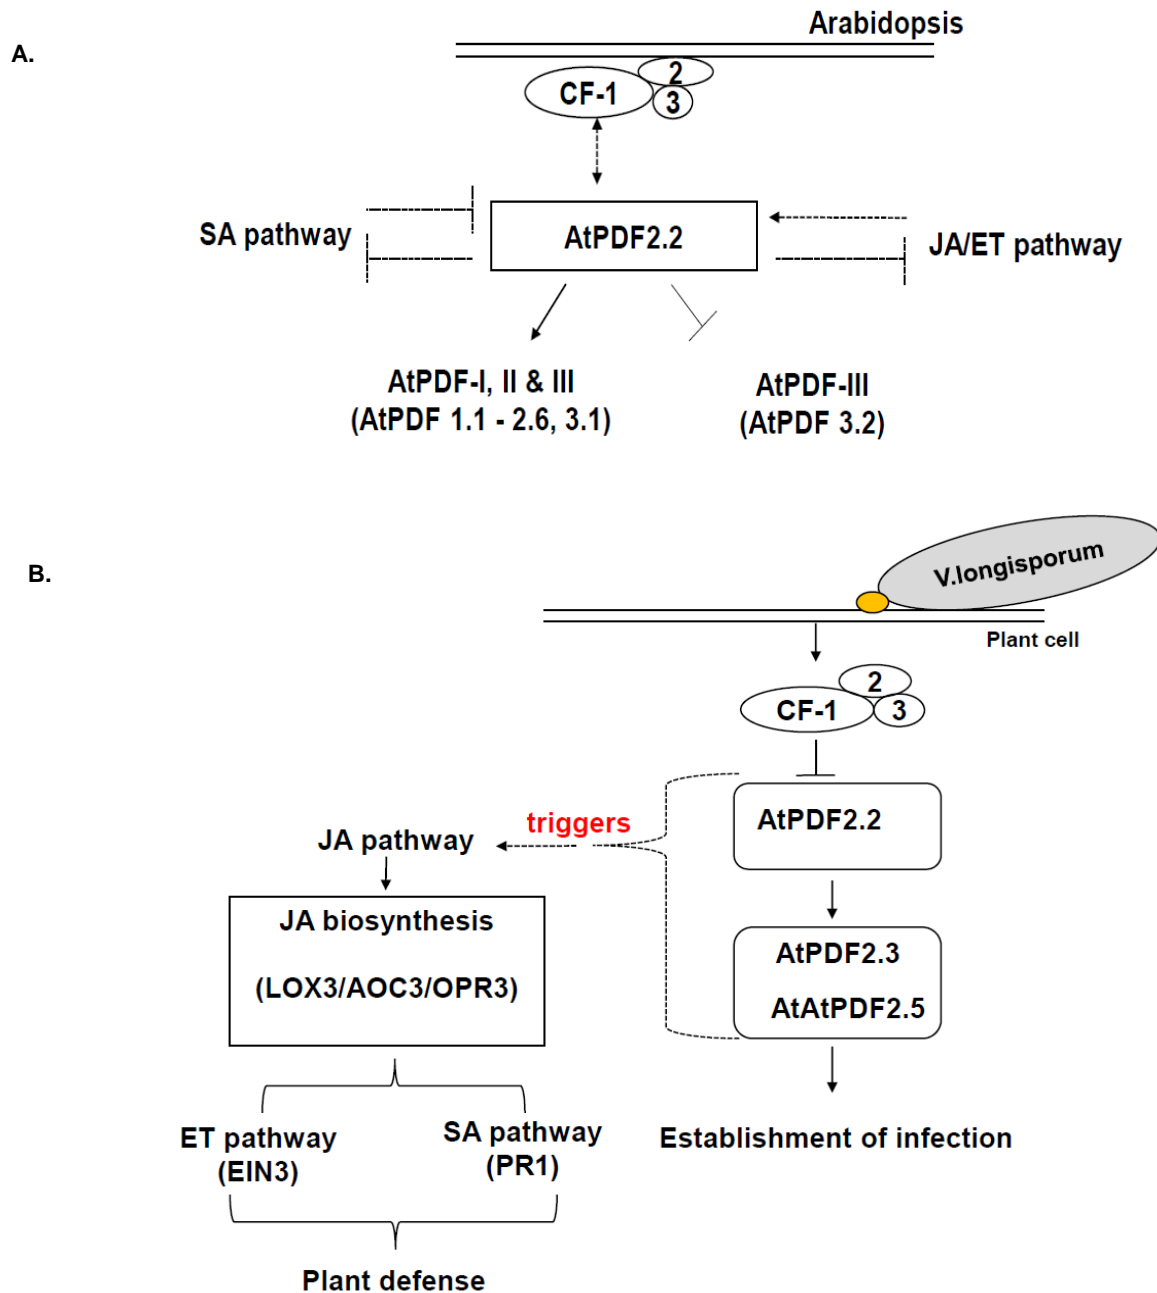 A.
Arabidopsis
2
CF-1
3
SA pathway
AtPDF2.2
JA/ET pathway
AtPDF-I, II & III
(AtPDF 1.1 - 2.6, 3.1)
AtPDF-III
(AtPDF 3.2)
B.
V.longisporum
Plant cell
2
CF-1
3
AtPDF2.2
triggers
JA pathway
JA biosynthesis
(LOX3/AOC3/OPR3)
AtPDF2.3
AtAtPDF2.5
ET pathway
(EIN3)
SA pathway
(PR1)
Establishment of infection
Plant defense